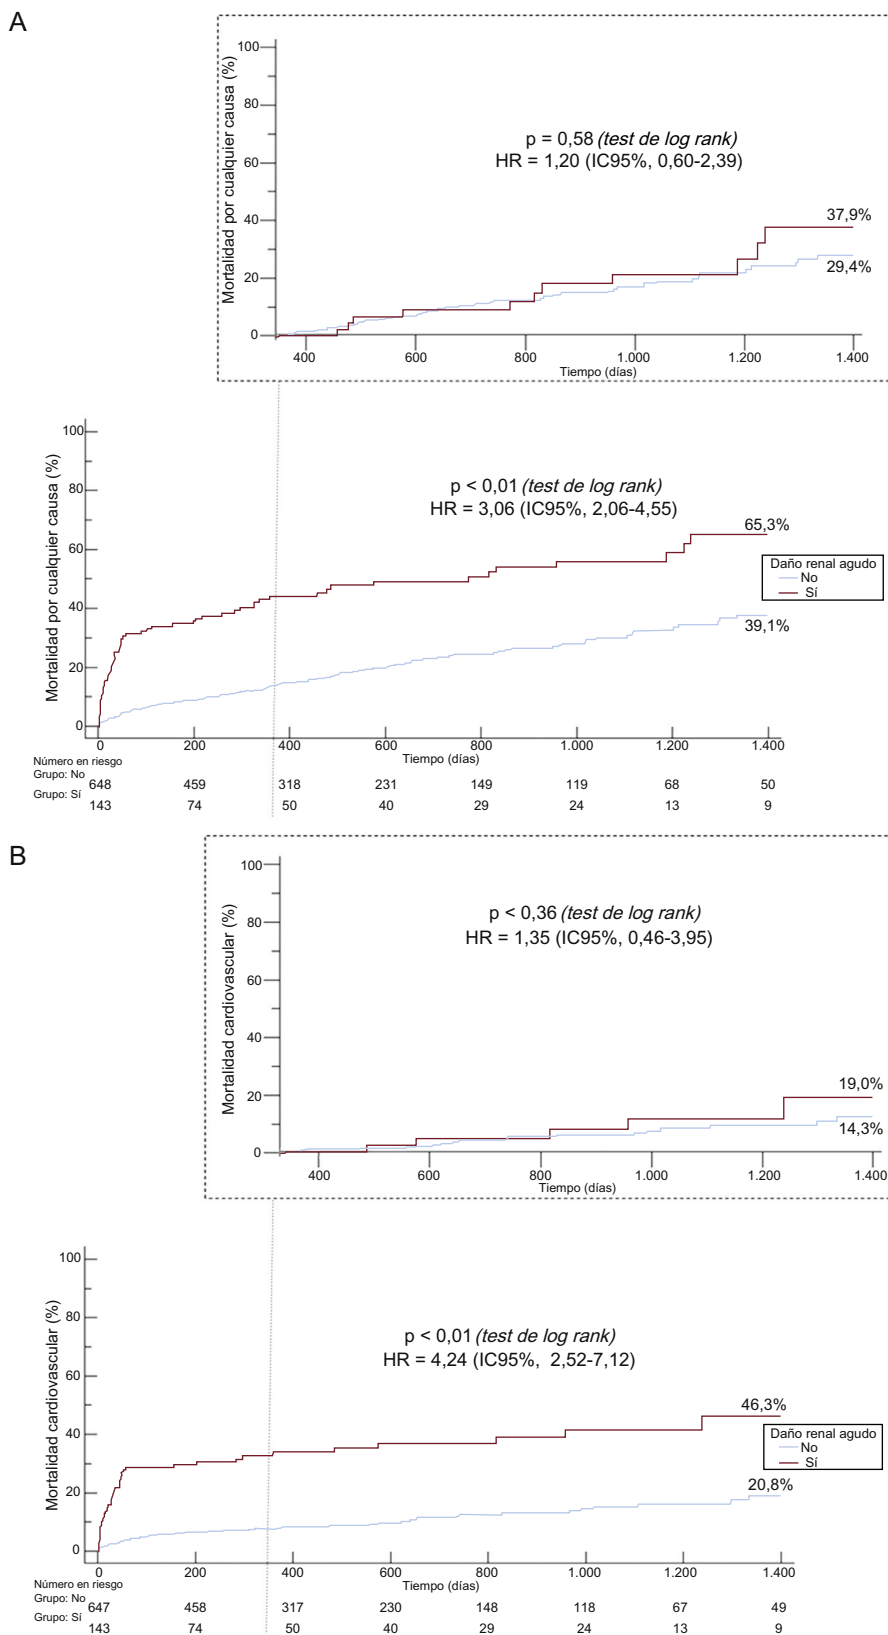 A
Mortalidad por cualquier causa (%)
100
80
60
40
20
0
p = 0,58 (test de log rank)
HR = 1,20 (IC95%, 0,60-2,39)
37,9%
29,4%
400 600 800 1.000 1.200 1.400
Tiempo (días)
Mortalidad por cualquier causa (%)
100
80
60
40
20
0
p < 0,01 (test de log rank)
HR = 3,06 (IC95%, 2,06-4,55)
65,3%
39,1%
Daño renal agudo
No
Sí
0 200 400 600 800 1.000 1.200 1.400
Tiempo (días)
Número en riesgo
Grupo: No
648 459 318 231 149 119 68 50
Grupo: Sí
143 74 50 40 29 24 13 9
B
Mortalidad cardiovascular (%)
100
80
60
40
20
0
p < 0,36 (test de log rank)
HR = 1,35 (IC95%, 0,46-3,95)
19,0%
14,3%
400 600 800 1.000 1.200 1.400
Tiempo (días)
Mortalidad cardiovascular (%)
100
80
60
40
20
0
p < 0,01 (test de log rank)
HR = 4,24 (IC95%, 2,52-7,12)
46,3%
20,8%
Daño renal agudo
No
Sí
0 200 400 600 800 1.000 1.200 1.400
Tiempo (días)
Número en riesgo
Grupo: No
647 458 317 230 148 118 67 49
Grupo: Sí
143 74 50 40 29 24 13 9